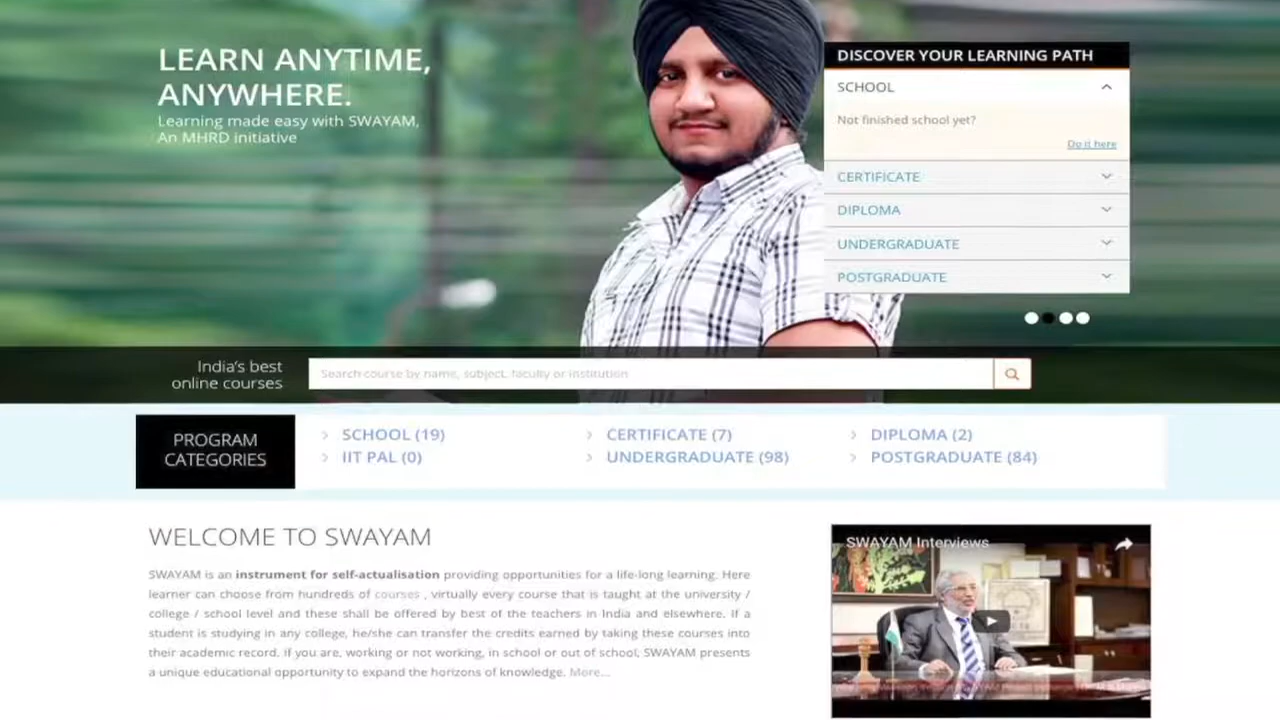 LEARN ANYTIME,
ANYWHERE.
Learning made easy with SWAYAM,
An MHRD initiative
DISCOVER YOUR LEARNING PATH
SCHOOL
Not finished school yet?
Do it here
CERTIFICATE
DIPLOMA
UNDERGRADUATE
POSTGRADUATE
India's best
online courses
Search course by name, subject, faculty or institution
PROGRAM
CATEGORIES
SCHOOL (19)
CERTIFICATE (7)
DIPLOMA (2)
IIT PAL (0)
UNDERGRADUATE (98)
POSTGRADUATE (84)
WELCOME TO SWAYAM
SWAYAM is an instrument for self-actualisation providing opportunities for a life-long learning. Here
learner can choose from hundreds of courses , virtually every course that is taught at the university /
college / school level and these shall be offered by best of the teachers in India and elsewhere. If a
student is studying in any college, he/she can transfer the credits earned by taking these courses into
their academic record. If you are, working or not working, in school or out of school, SWAYAM presents
a unique educational opportunity to expand the horizons of knowledge. More...
SWAYAM Interviews